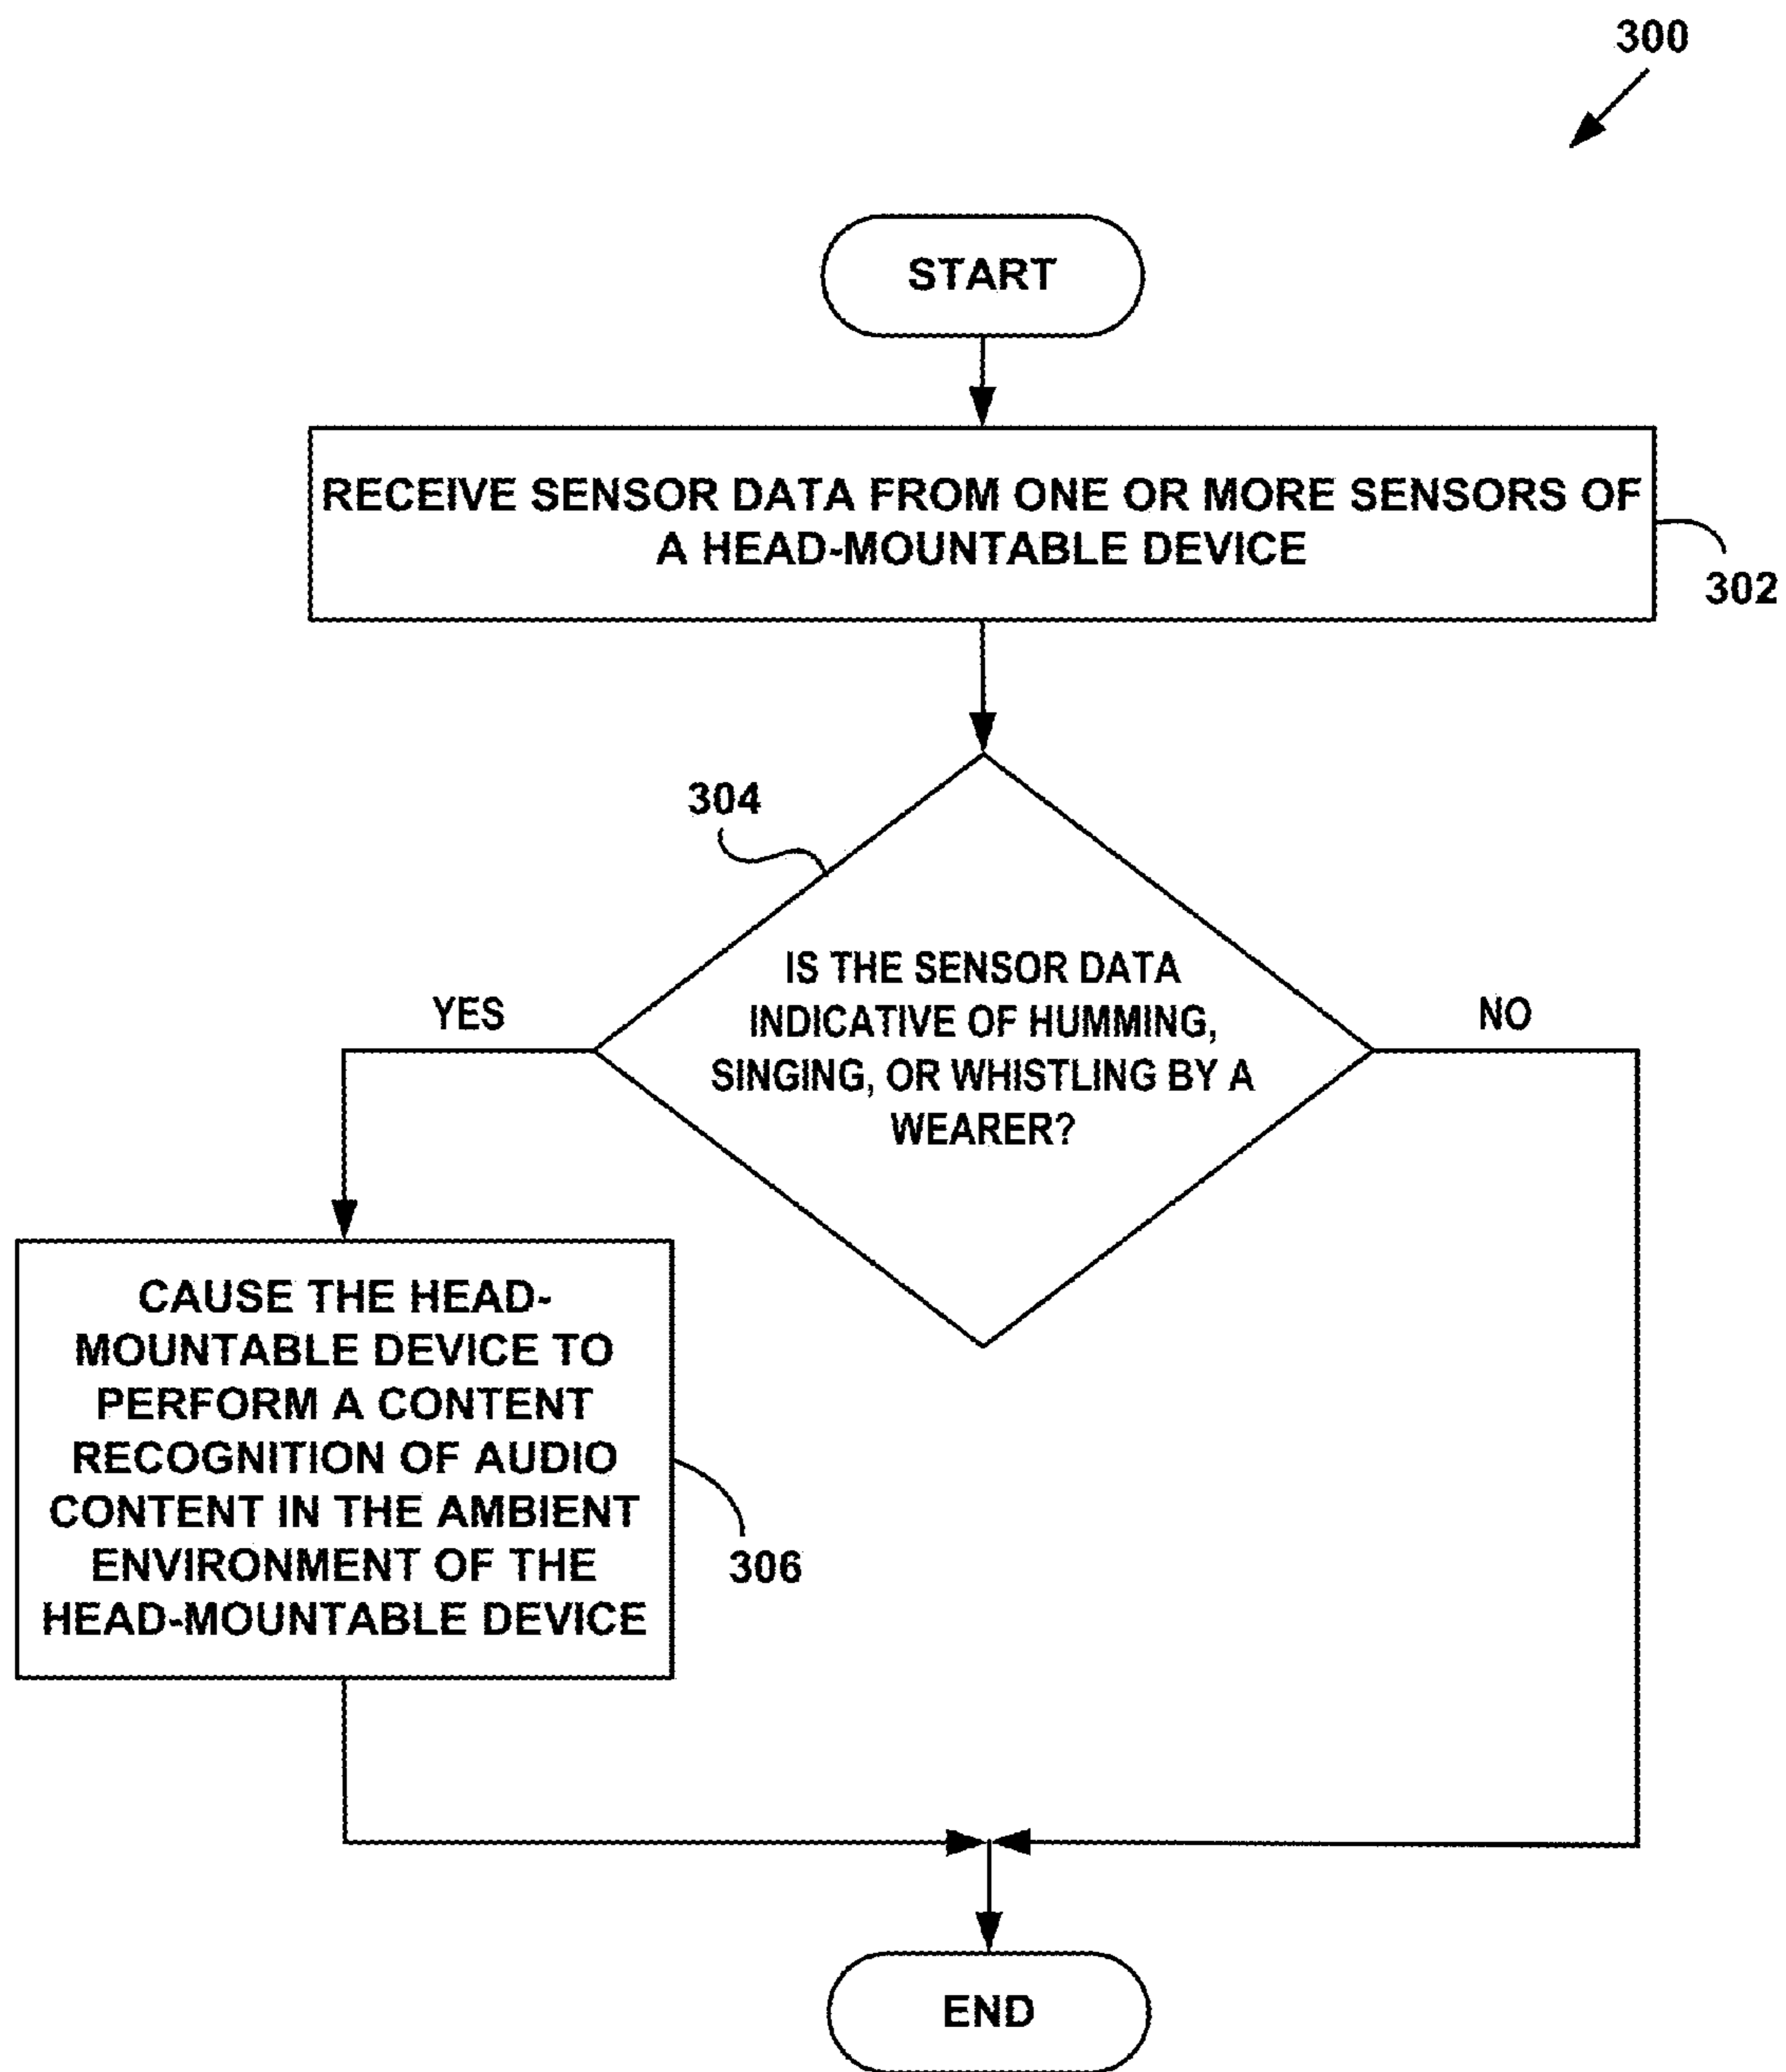 300
START
RECEIVE SENSOR DATA FROM ONE OR MORE SENSORS OF
A HEAD-MOUNTABLE DEVICE
302
304
IS THE SENSOR DATA
INDICATIVE OF HUMMING,
SINGING, OR WHISTLING BY A
WEARER?
YES
NO
CAUSE THE HEAD-
MOUNTABLE DEVICE TO
PERFORM A CONTENT
RECOGNITION OF AUDIO
CONTENT IN THE AMBIENT
ENVIRONMENT OF THE
HEAD-MOUNTABLE DEVICE
306
END